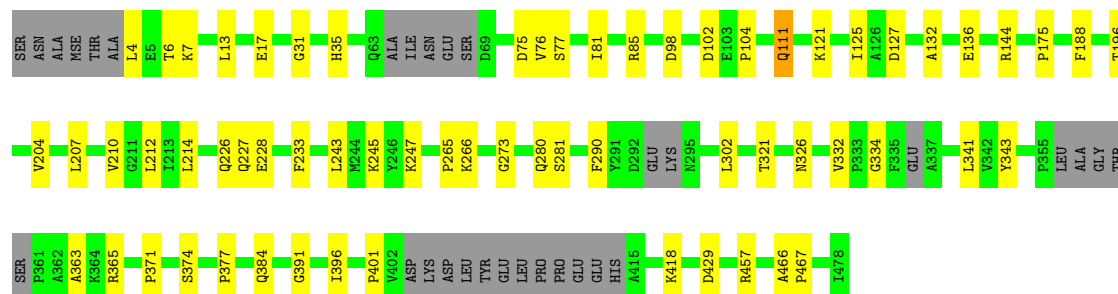 SER ASN ALA MSE THR ALA L4 E5 T6 K7 L13 E17 G31 H35 Q63 ALA ILE ASN GLU SER D69 D75 V76 S77 I81 R85 D98 D102 E103 P104 Q111 K121 I125 A126 D127 A132 E136 R144 P175 F188 T196
V204 L207 V210 G211 L212 I213 L214 Q226 Q227 E228 F233 L243 M244 K245 Y246 K247 P265 K266 G273 Q280 S281 F290 Y291 D292 GLU LYS N295 L302 T321 N326 V332 P333 G334 F335 GLU A337 L341 V342 Y343 P355 LEU ALA GLY TYR
SER P361 A362 A363 K364 R365 P371 S374 P377 Q384 G391 I396 P401 V402 ASP LYS ASP LEU TYR GLU LEU PRO PRO GLU GLU HIS A415 K418 D429 R457 A466 P467 I478